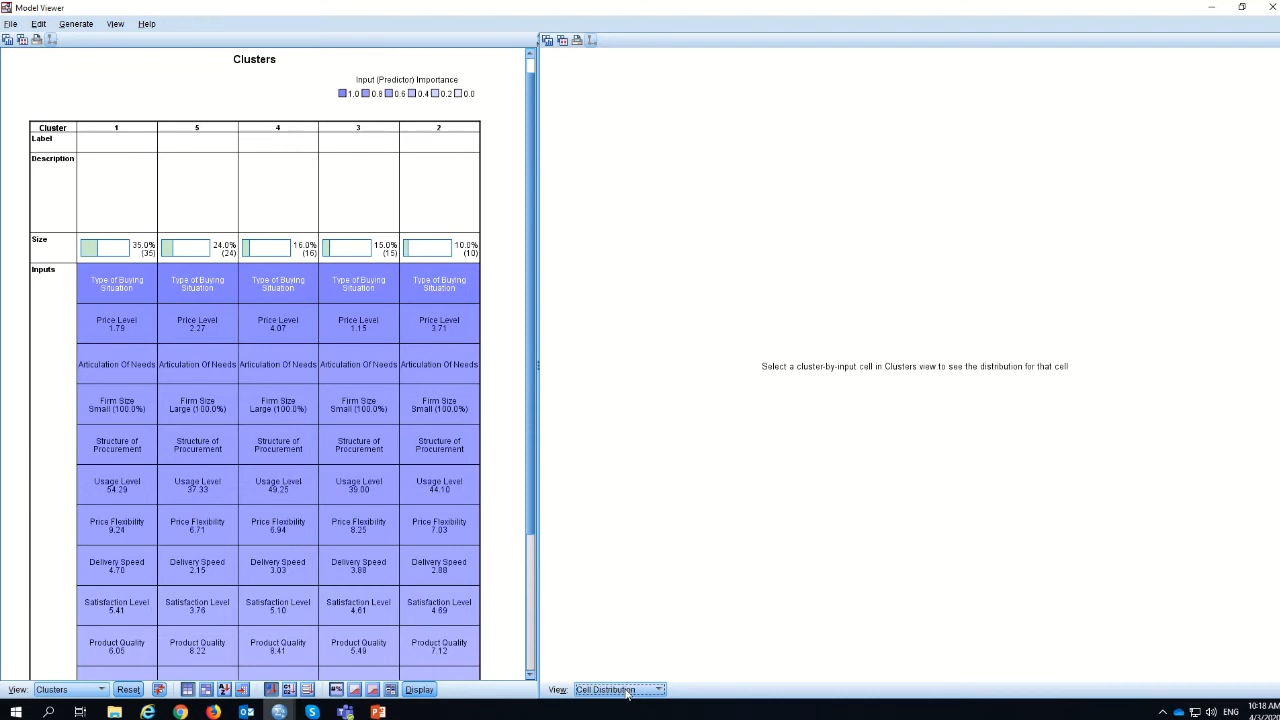 Model Viewer
File Edit Generate View Help
Clusters
Input (Predictor) Importance
1.0 0.8 0.6 0.4 0.2 0.0
Cluster 1 5 4 3 2
Label
Description
Size 35.0% 24.0% 16.0% 15.0% 10.0%
(35) (24) (16) (15) (10)
Inputs
Type of Buying Type of Buying Type of Buying Type of Buying Type of Buying
Situation Situation Situation Situation Situation
Price Level Price Level Price Level Price Level Price Level
1.79 2.27 4.07 1.15 3.71
Select a cluster-by-input cell in Clusters view to see the distribution for that cell
Articulation Of Needs Articulation Of Needs Articulation Of Needs Articulation Of Needs Articulation Of Needs
Firm Size Firm Size Firm Size Firm Size Firm Size
Small (100.0%) Large (100.0%) Large (100.0%) Small (100.0%) Small (100.0%)
Structure of Structure of Structure of Structure of Structure of
Procurement Procurement Procurement Procurement Procurement
Usage Level Usage Level Usage Level Usage Level Usage Level
54.29 37.33 49.25 39.00 44.10
Price Flexibility Price Flexibility Price Flexibility Price Flexibility Price Flexibility
9.24 6.71 6.94 8.25 7.03
Delivery Speed Delivery Speed Delivery Speed Delivery Speed Delivery Speed
4.70 2.15 3.03 3.88 2.88
Satisfaction Level Satisfaction Level Satisfaction Level Satisfaction Level Satisfaction Level
5.41 3.76 5.10 4.61 4.69
Product Quality Product Quality Product Quality Product Quality Product Quality
6.05 8.22 8.41 5.49 7.12
View: Clusters Reset Display View: Cell Distribution
ENG 10:18 AM